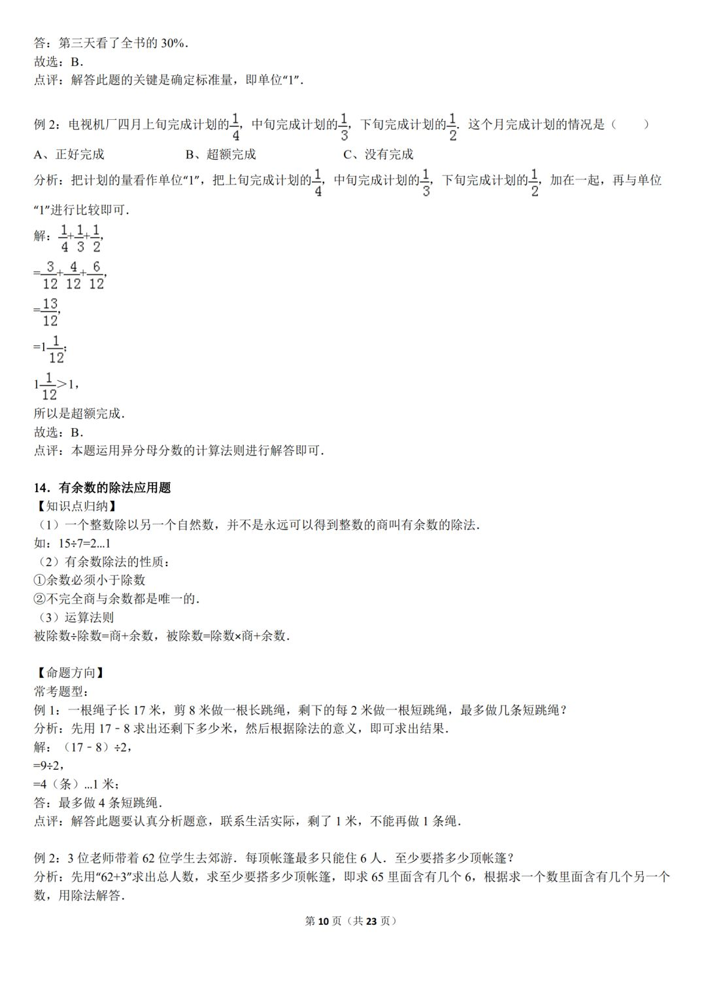 答：第三天看了全书的 30%．
故选：B．
点评：解答此题的关键是确定标准量，即单位“1”．
例 2：电视机厂四月上旬完成计划的1/4，中旬完成计划的1/3，下旬完成计划的1/2．这个月完成计划的情况是（　　）
A、正好完成　　B、超额完成　　C、没有完成
分析：把计划的量看作单位“1”，把上旬完成计划的1/4，中旬完成计划的1/3，下旬完成计划的1/2，加在一起，再与单位
“1”进行比较即可．
解：1/4+1/3+1/2，
=3/12+4/12+6/12，
=13/12，
=1 1/12；
1 1/12＞1，
所以是超额完成．
故选：B．
点评：本题运用异分母分数的计算法则进行解答即可．
14．有余数的除法应用题
【知识点归纳】
（1）一个整数除以另一个自然数，并不是永远可以得到整数的商叫有余数的除法．
如：15÷7=2…1
（2）有余数除法的性质：
①余数必须小于除数
②不完全商与余数都是唯一的．
（3）运算法则
被除数÷除数=商+余数，被除数=除数×商+余数．
【命题方向】
常考题型：
例 1：一根绳子长 17 米，剪 8 米做一根长跳绳，剩下的每 2 米做一根短跳绳，最多做几条短跳绳？
分析：先用 17﹣8 求出还剩下多少米，然后根据除法的意义，即可求出结果．
解：（17﹣8）÷2，
=9÷2，
=4（条）…1 米；
答：最多做 4 条短跳绳．
点评：解答此题要认真分析题意，联系生活实际，剩了 1 米，不能再做 1 条绳．
例 2：3 位老师带着 62 位学生去郊游．每顶帐篷最多只能住 6 人．至少要搭多少顶帐篷？
分析：先用“62+3”求出总人数，求至少要搭多少顶帐篷，即求 65 里面含有几个 6，根据求一个数里面含有几个另一个
数，用除法解答．
第 10 页（共 23 页）